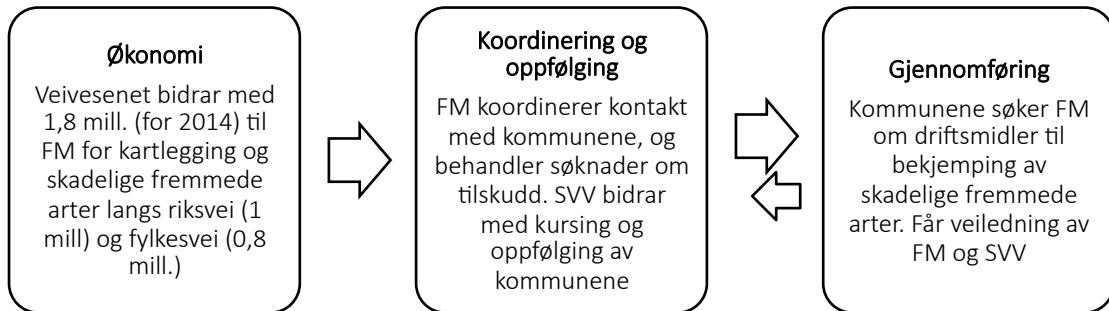 Økonomi
Veivesenet bidrar med
1,8 mill. (for 2014) til
FM for kartlegging og
skadelige fremmede
arter langs riksvei (1
mill) og fylkesvei (0,8
mill.)
Koordinering og
oppfølging
FM koordinerer kontakt
med kommunene, og
behandler søknader om
tilskudd. SVV bidrar
med kursing og
oppfølging av
kommunene
Gjennomføring
Kommunene søker FM
om driftsmidler til
bekjemping av
skadelige fremmede
arter. Får veiledning av
FM og SVV